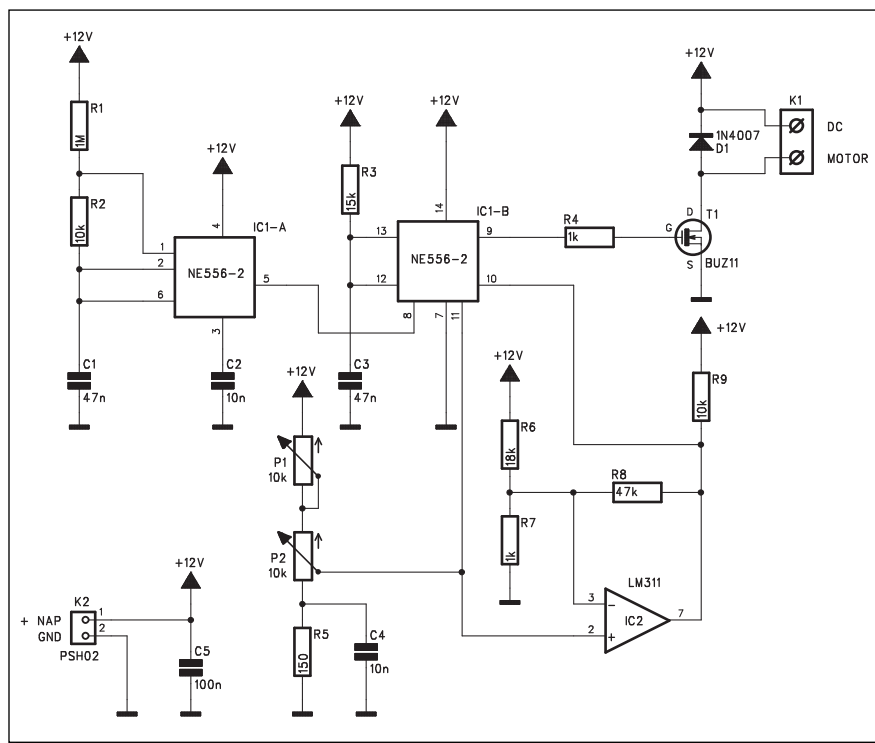 +12V
R1
1M
R2
10k
+12V
4
IC1-A
1
2
6
NE556-2
5
3
C1
47n
C2
10n
+12V
R3
15k
+12V
14
IC1-B
13
12
NE556-2
9
10
8
7
11
C3
47n
R4
1k
+12V
1N4007
D1
K1
DC
MOTOR
D
G
S
T1
BUZ11
+12V
R9
10k
+12V
R6
18k
R7
1k
R8
47k
LM311
3
2
7
IC2
-
+
+12V
P1
10k
P2
10k
R5
150
C4
10n
+12V
K2
+ NAP
GND
1
2
PSH02
C5
100n